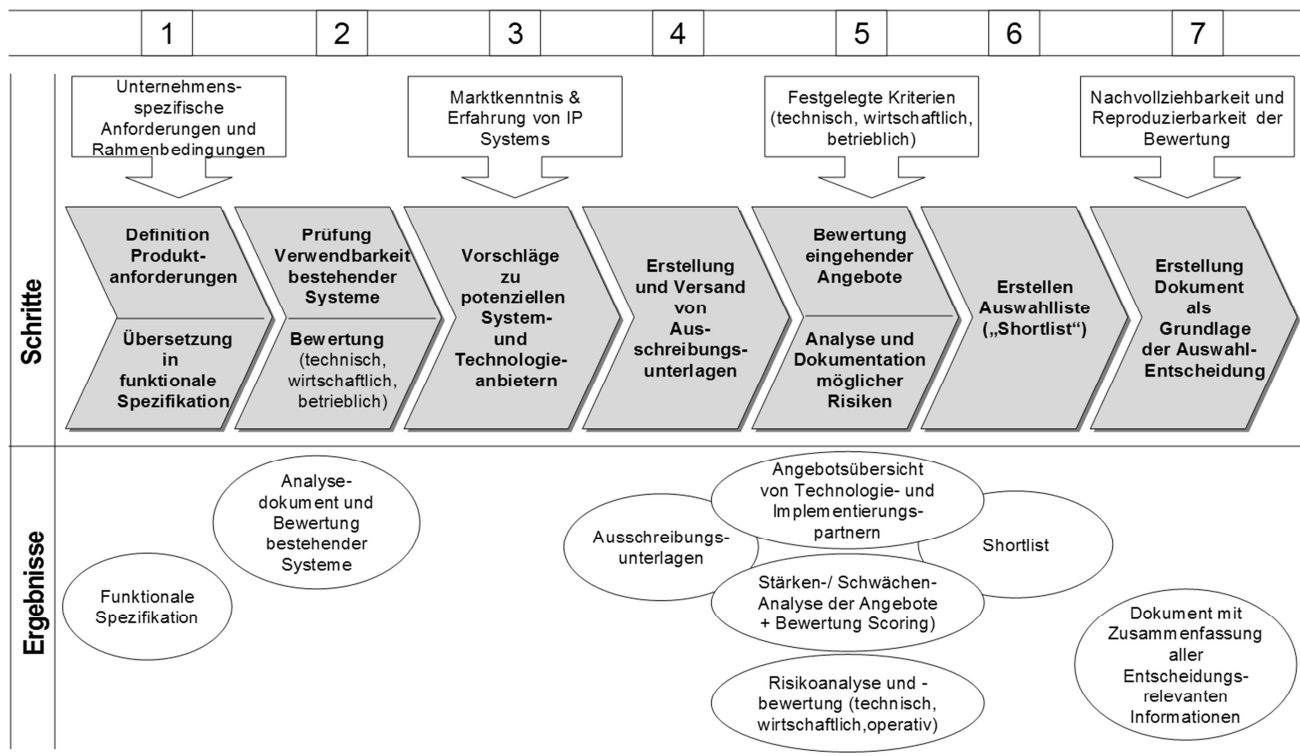 1
2
3
4
5
6
7
Schritte
Unternehmens-
spezifische
Anforderungen und
Rahmenbedingungen
Marktkenntnis &
Erfahrung von IP
Systems
Festgelegte Kriterien
(technisch, wirtschaftlich,
betrieblich)
Nachvollziehbarkeit und
Reproduzierbarkeit der
Bewertung
Definition
Produkt-
anforderungen
Übersetzung
in
funktionale
Spezifikation
Prüfung
Verwendbarkeit
bestehender
Systeme
Bewertung
(technisch,
wirtschaftlich,
betrieblich)
Vorschläge
zu
potenziellen
System-
und
Technologie-
anbietern
Erstellung
und Versand
von
Aus-
schreibungs-
unterlagen
Bewertung
eingehender
Angebote
Analyse und
Dokumentation
möglicher
Risiken
Erstellen
Auswahlliste
(„Shortlist“)
Erstellung
Dokument
als
Grundlage
der Auswahl-
Entscheidung
Ergebnisse
Funktionale
Spezifikation
Analyse-
dokument und
Bewertung
bestehender
Systeme
Ausschreibungs-
unterlagen
Angebotsübersicht
von Technologie- und
Implementierungs-
partnern
Stärken-/ Schwächen-
Analyse der Angebote
+ Bewertung Scoring)
Risikoanalyse und -
bewertung (technisch,
wirtschaftlich,operativ)
Shortlist
Dokument mit
Zusammenfassung
aller
Entscheidungs-
relevanten
Informationen